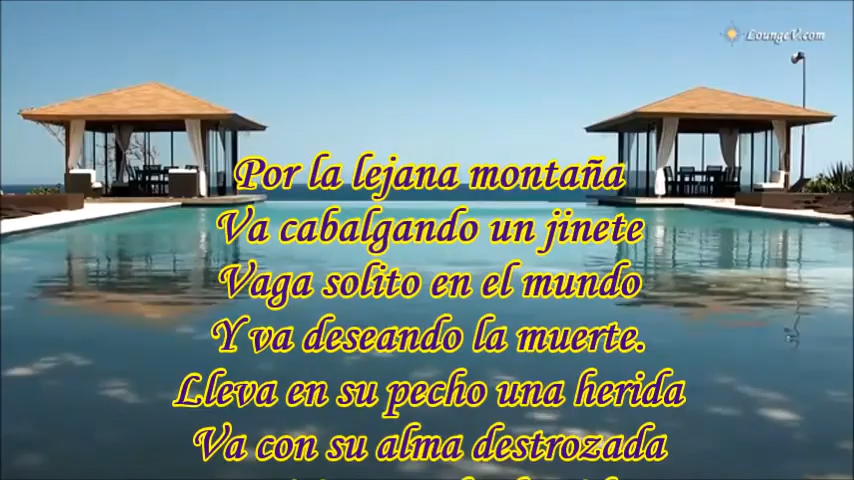 LoungeV.com
Por la lejana montaña
Va cabalgando un jinete
Vaga solito en el mundo
Y va deseando la muerte.
Lleva en su pecho una herida
Va con su alma destrozada